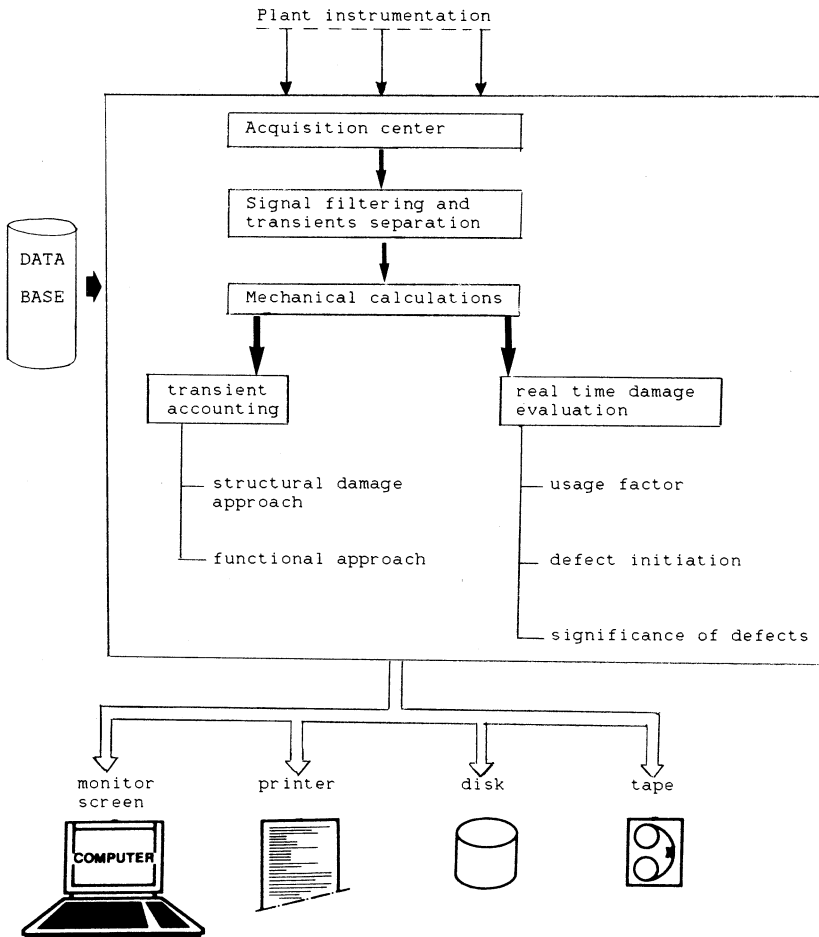 Plant instrumentation
Acquisition center
Signal filtering and
transients separation
DATA
BASE
Mechanical calculations
transient
accounting
real time damage
evaluation
structural damage
approach
usage factor
functional approach
defect initiation
significance of defects
monitor
screen
printer
disk
tape
COMPUTER